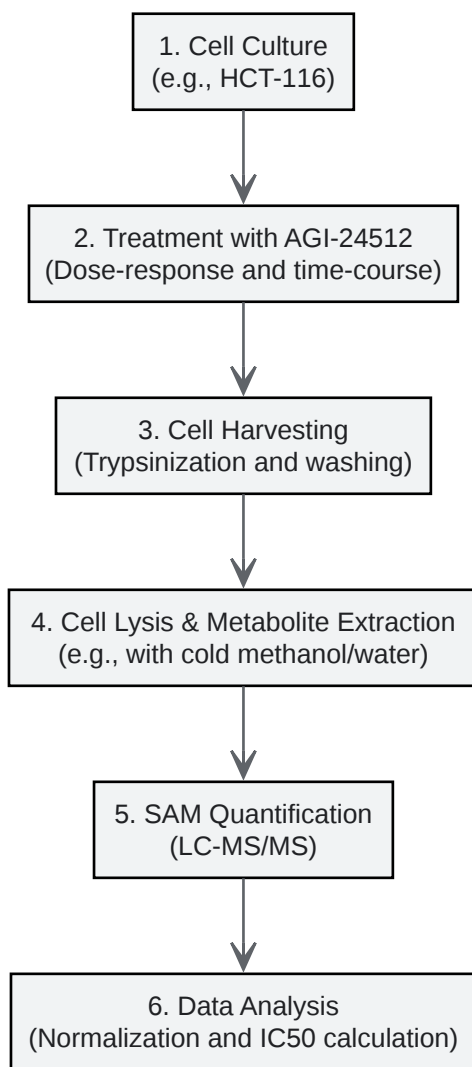 1. Cell Culture
(e.g., HCT-116)
2. Treatment with AGI-24512
(Dose-response and time-course)
3. Cell Harvesting
(Trypsinization and washing)
4. Cell Lysis & Metabolite Extraction
(e.g., with cold methanol/water)
5. SAM Quantification
(LC-MS/MS)
6. Data Analysis
(Normalization and IC50 calculation)